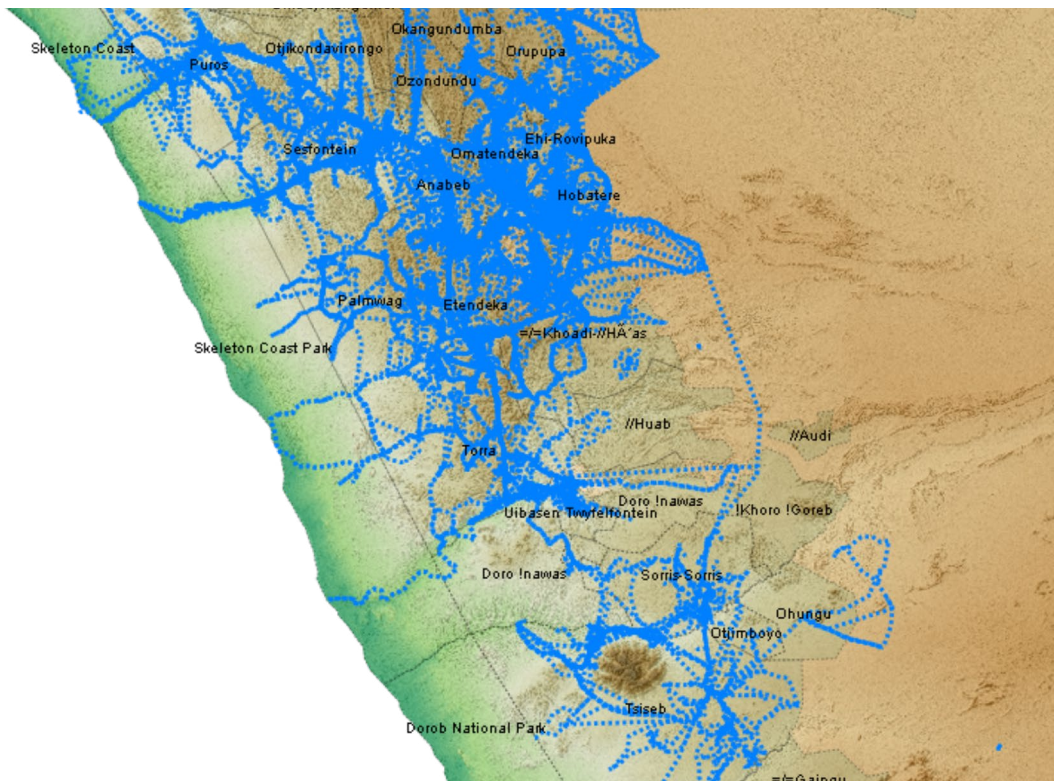 Okangundumba
Skeleton Coast
Otjikondavirongo
Orupupa
Puros
Ozondundu
Ehi-Rovipuka
Sesfontein
Omatendeka
Anabeb
Hobatere
Palmwag
Etendeka
=/=Khoadi-//HÃ´as
Skeleton Coast Park
//Huab
//Audi
Torra
Doro !nawas
Uibasen Twyfelfontein
!Khoro !Goreb
Doro !nawas
Sorris-Sorris
Ohungu
Otjimboyo
Tsiseb
Dorob National Park
=/=Gaingu